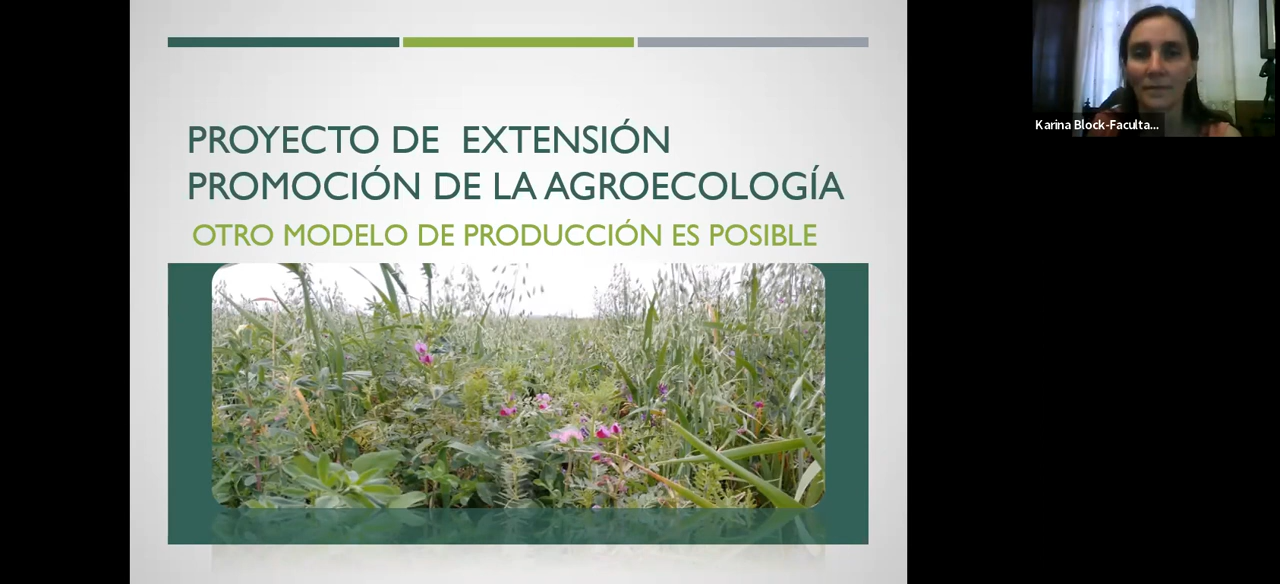 PROYECTO DE EXTENSIÓN
PROMOCIÓN DE LA AGROECOLOGÍA
OTRO MODELO DE PRODUCCIÓN ES POSIBLE
Karina Block-Faculta...